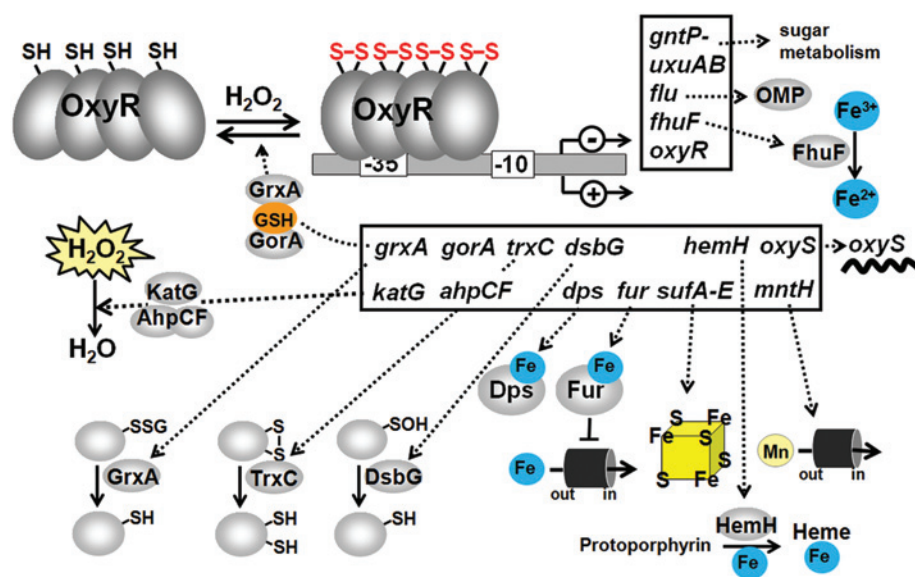 SH SH SH SH
OxyR
H2O2
S-S S-S S-S S-S
OxyR
-35
-10
-
+
gntP-
uxuAB
flu
fhuF
oxyR
sugar
metabolism
OMP
FhuF
Fe3+
Fe2+
GrxA
GSH
GorA
H2O2
KatG
AhpCF
H2O
grxA gorA trxC dsbG hemH oxyS
katG ahpCF dps fur sufA-E mntH
oxyS
SSG
GrxA
SH
S
S
TrxC
SH
SH
SOH
DsbG
SH
Fe
Dps
Fe
Fur
Fe
out in
S Fe
Fe S
S
S Fe
Mn
out in
HemH
Protoporphyrin
Fe
Heme
Fe